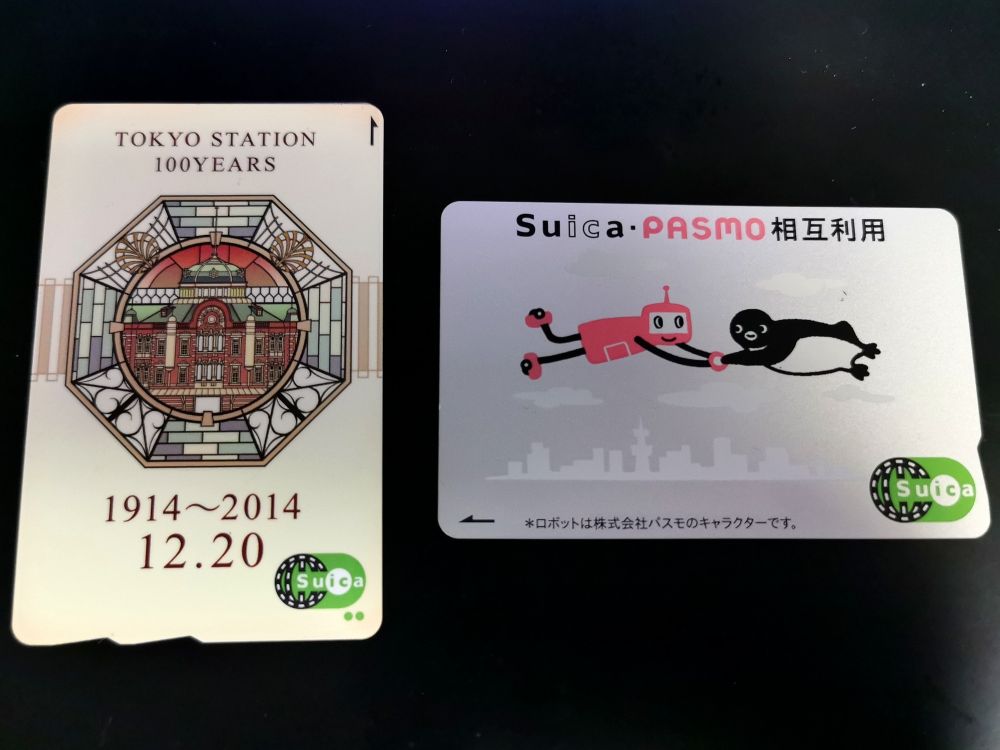 TOKYO STATION
100YEARS
1914～2014
12.20
Suica
Suica・PASMO相互利用
*ロボットは株式会社パスモのキャラクターです。
Suica